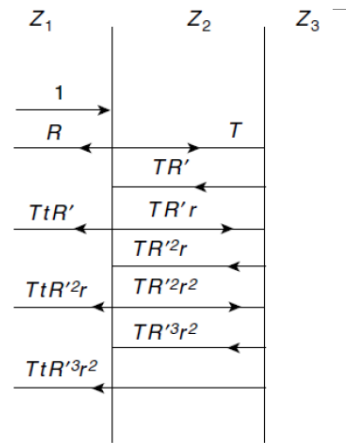 Z₁ Z₂ Z₃
1
R T
TR′
TtR′ TR′r
TR′²r
TtR′²r TR′²r²
TR′³r²
TtR′³r²